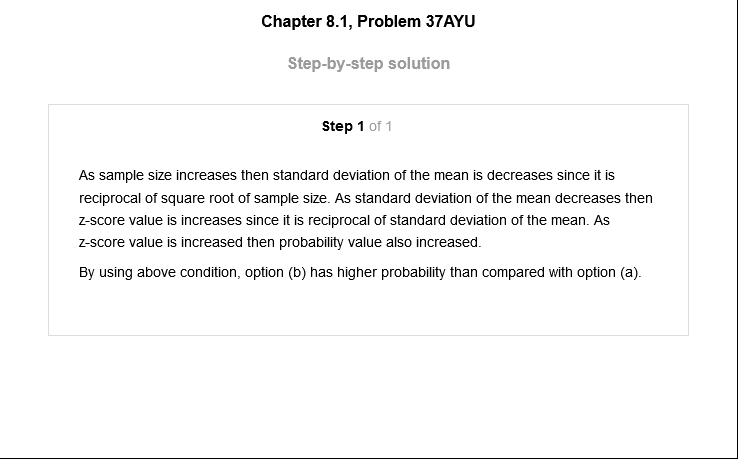 Chapter 8.1, Problem 37AYU
Step-by-step solution
Step 1 of 1
As sample size increases then standard deviation of the mean is decreases since it is
reciprocal of square root of sample size. As standard deviation of the mean decreases then
z-score value is increases since it is reciprocal of standard deviation of the mean. As
z-score value is increased then probability value also increased.
By using above condition, option (b) has higher probability than compared with option (a).